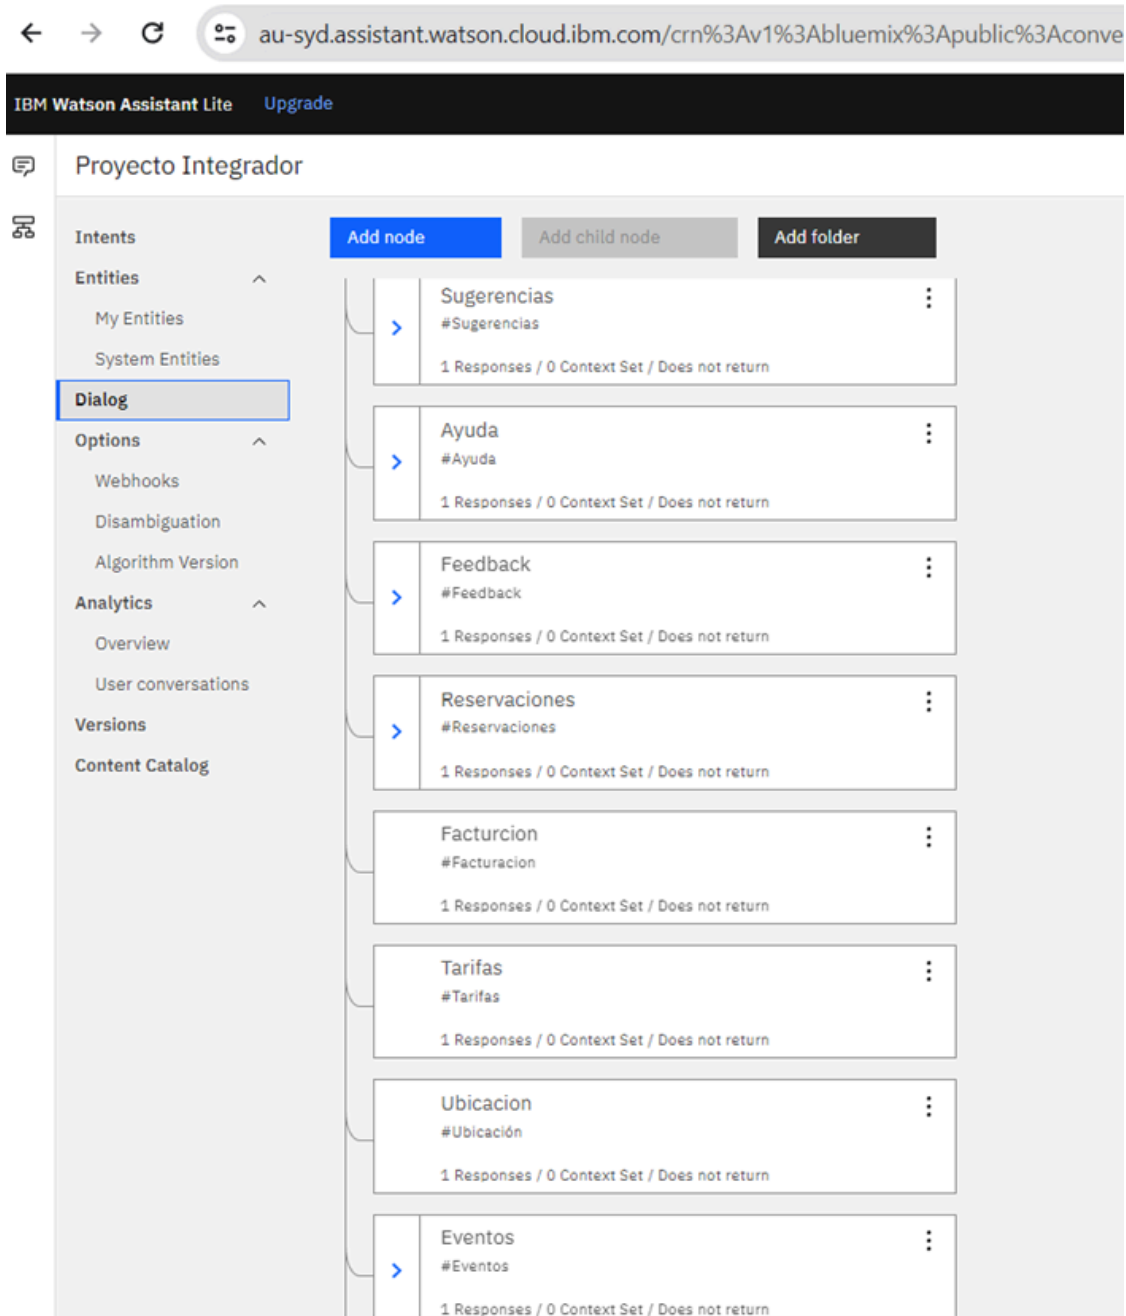 au-syd.assistant.watson.cloud.ibm.com/crn%3Av1%3Abluemix%3Apublic%3Aconve
IBM Watson Assistant Lite Upgrade
Proyecto Integrador
Intents
Entities
My Entities
System Entities
Dialog
Options
Webhooks
Disambiguation
Algorithm Version
Analytics
Overview
User conversations
Versions
Content Catalog
Add node Add child node Add folder
Sugerencias
#Sugerencias
1 Responses / 0 Context Set / Does not return
Ayuda
#Ayuda
1 Responses / 0 Context Set / Does not return
Feedback
#Feedback
1 Responses / 0 Context Set / Does not return
Reservaciones
#Reservaciones
1 Responses / 0 Context Set / Does not return
Facturcion
#Facturacion
1 Responses / 0 Context Set / Does not return
Tarifas
#Tarifas
1 Responses / 0 Context Set / Does not return
Ubicacion
#Ubicación
1 Responses / 0 Context Set / Does not return
Eventos
#Eventos
1 Responses / 0 Context Set / Does not return